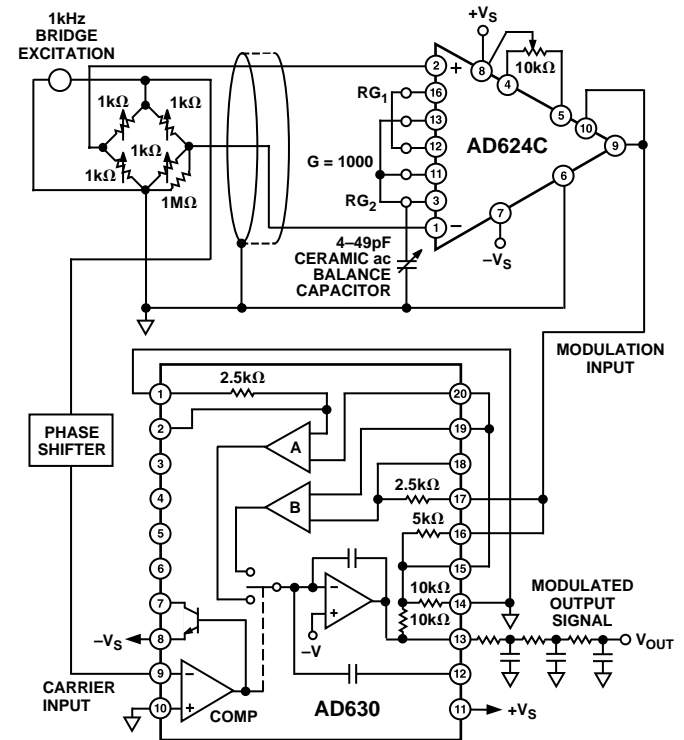 1kHz
BRIDGE
EXCITATION
1kΩ
1kΩ
1kΩ
1kΩ
1MΩ
+VS
10kΩ
2
+
8
4
5
10
9
6
7
–VS
AD624C
RG1
16
13
12
G = 1000
11
RG2
3
1
–
4–49pF
CERAMIC ac
BALANCE
CAPACITOR
MODULATION
INPUT
PHASE
SHIFTER
2.5kΩ
1
2
3
4
5
6
7
8
9
10
–VS
CARRIER
INPUT
A
B
–
+
–V
–
+
COMP
AD630
20
19
18
2.5kΩ
17
5kΩ
16
15
10kΩ
14
10kΩ
13
12
11
+VS
MODULATED
OUTPUT
SIGNAL
VOUT